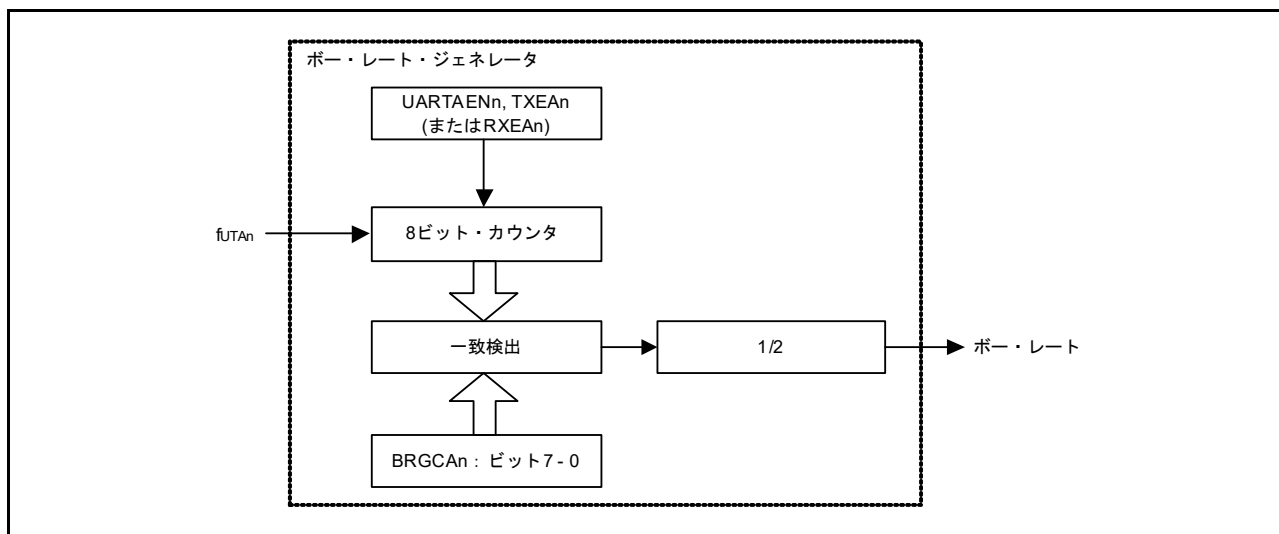 ボー・レート・ジェネレータ
UARTAENn, TXEAn
(またはRXEAn)
fUTAn
8ビット・カウンタ
一致検出
1/2
ボー・レート
BRGCAn：ビット7 - 0